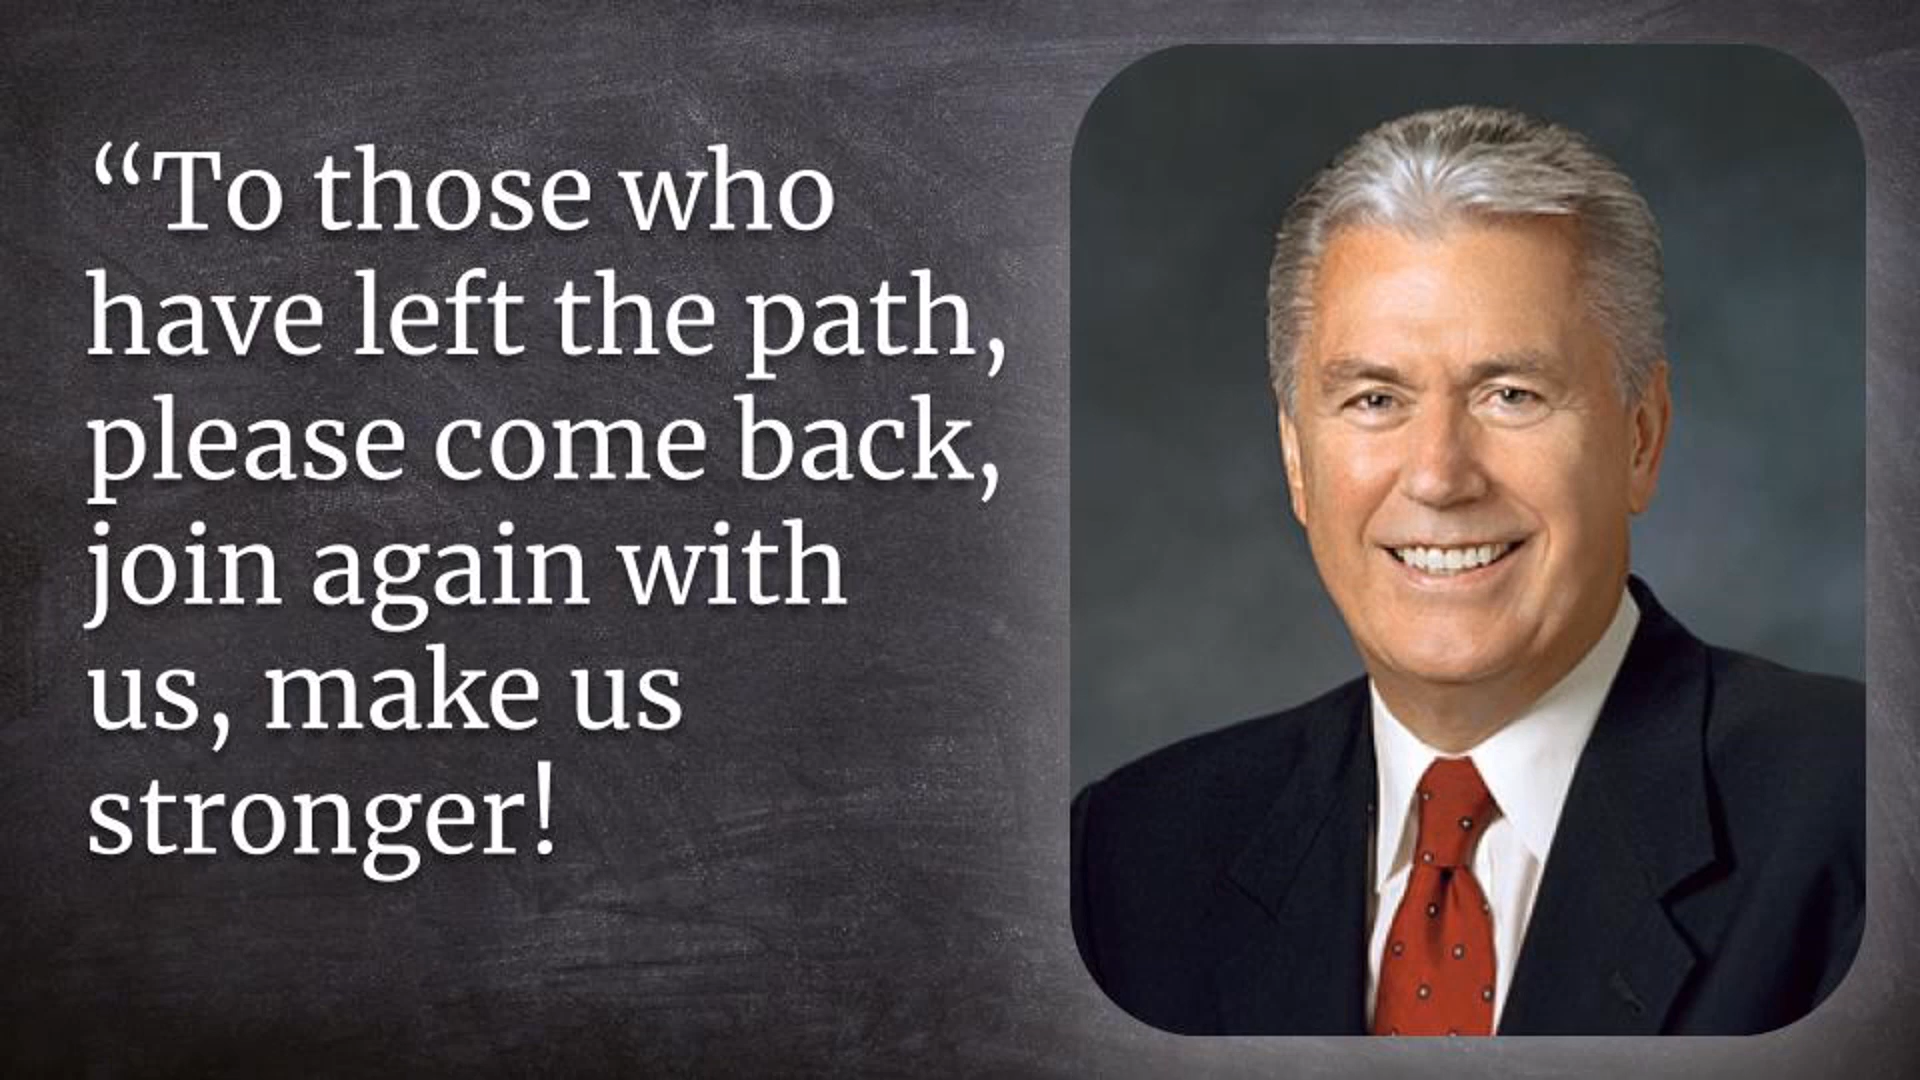 “To those who
have left the path,
please come back,
join again with
us, make us
stronger!